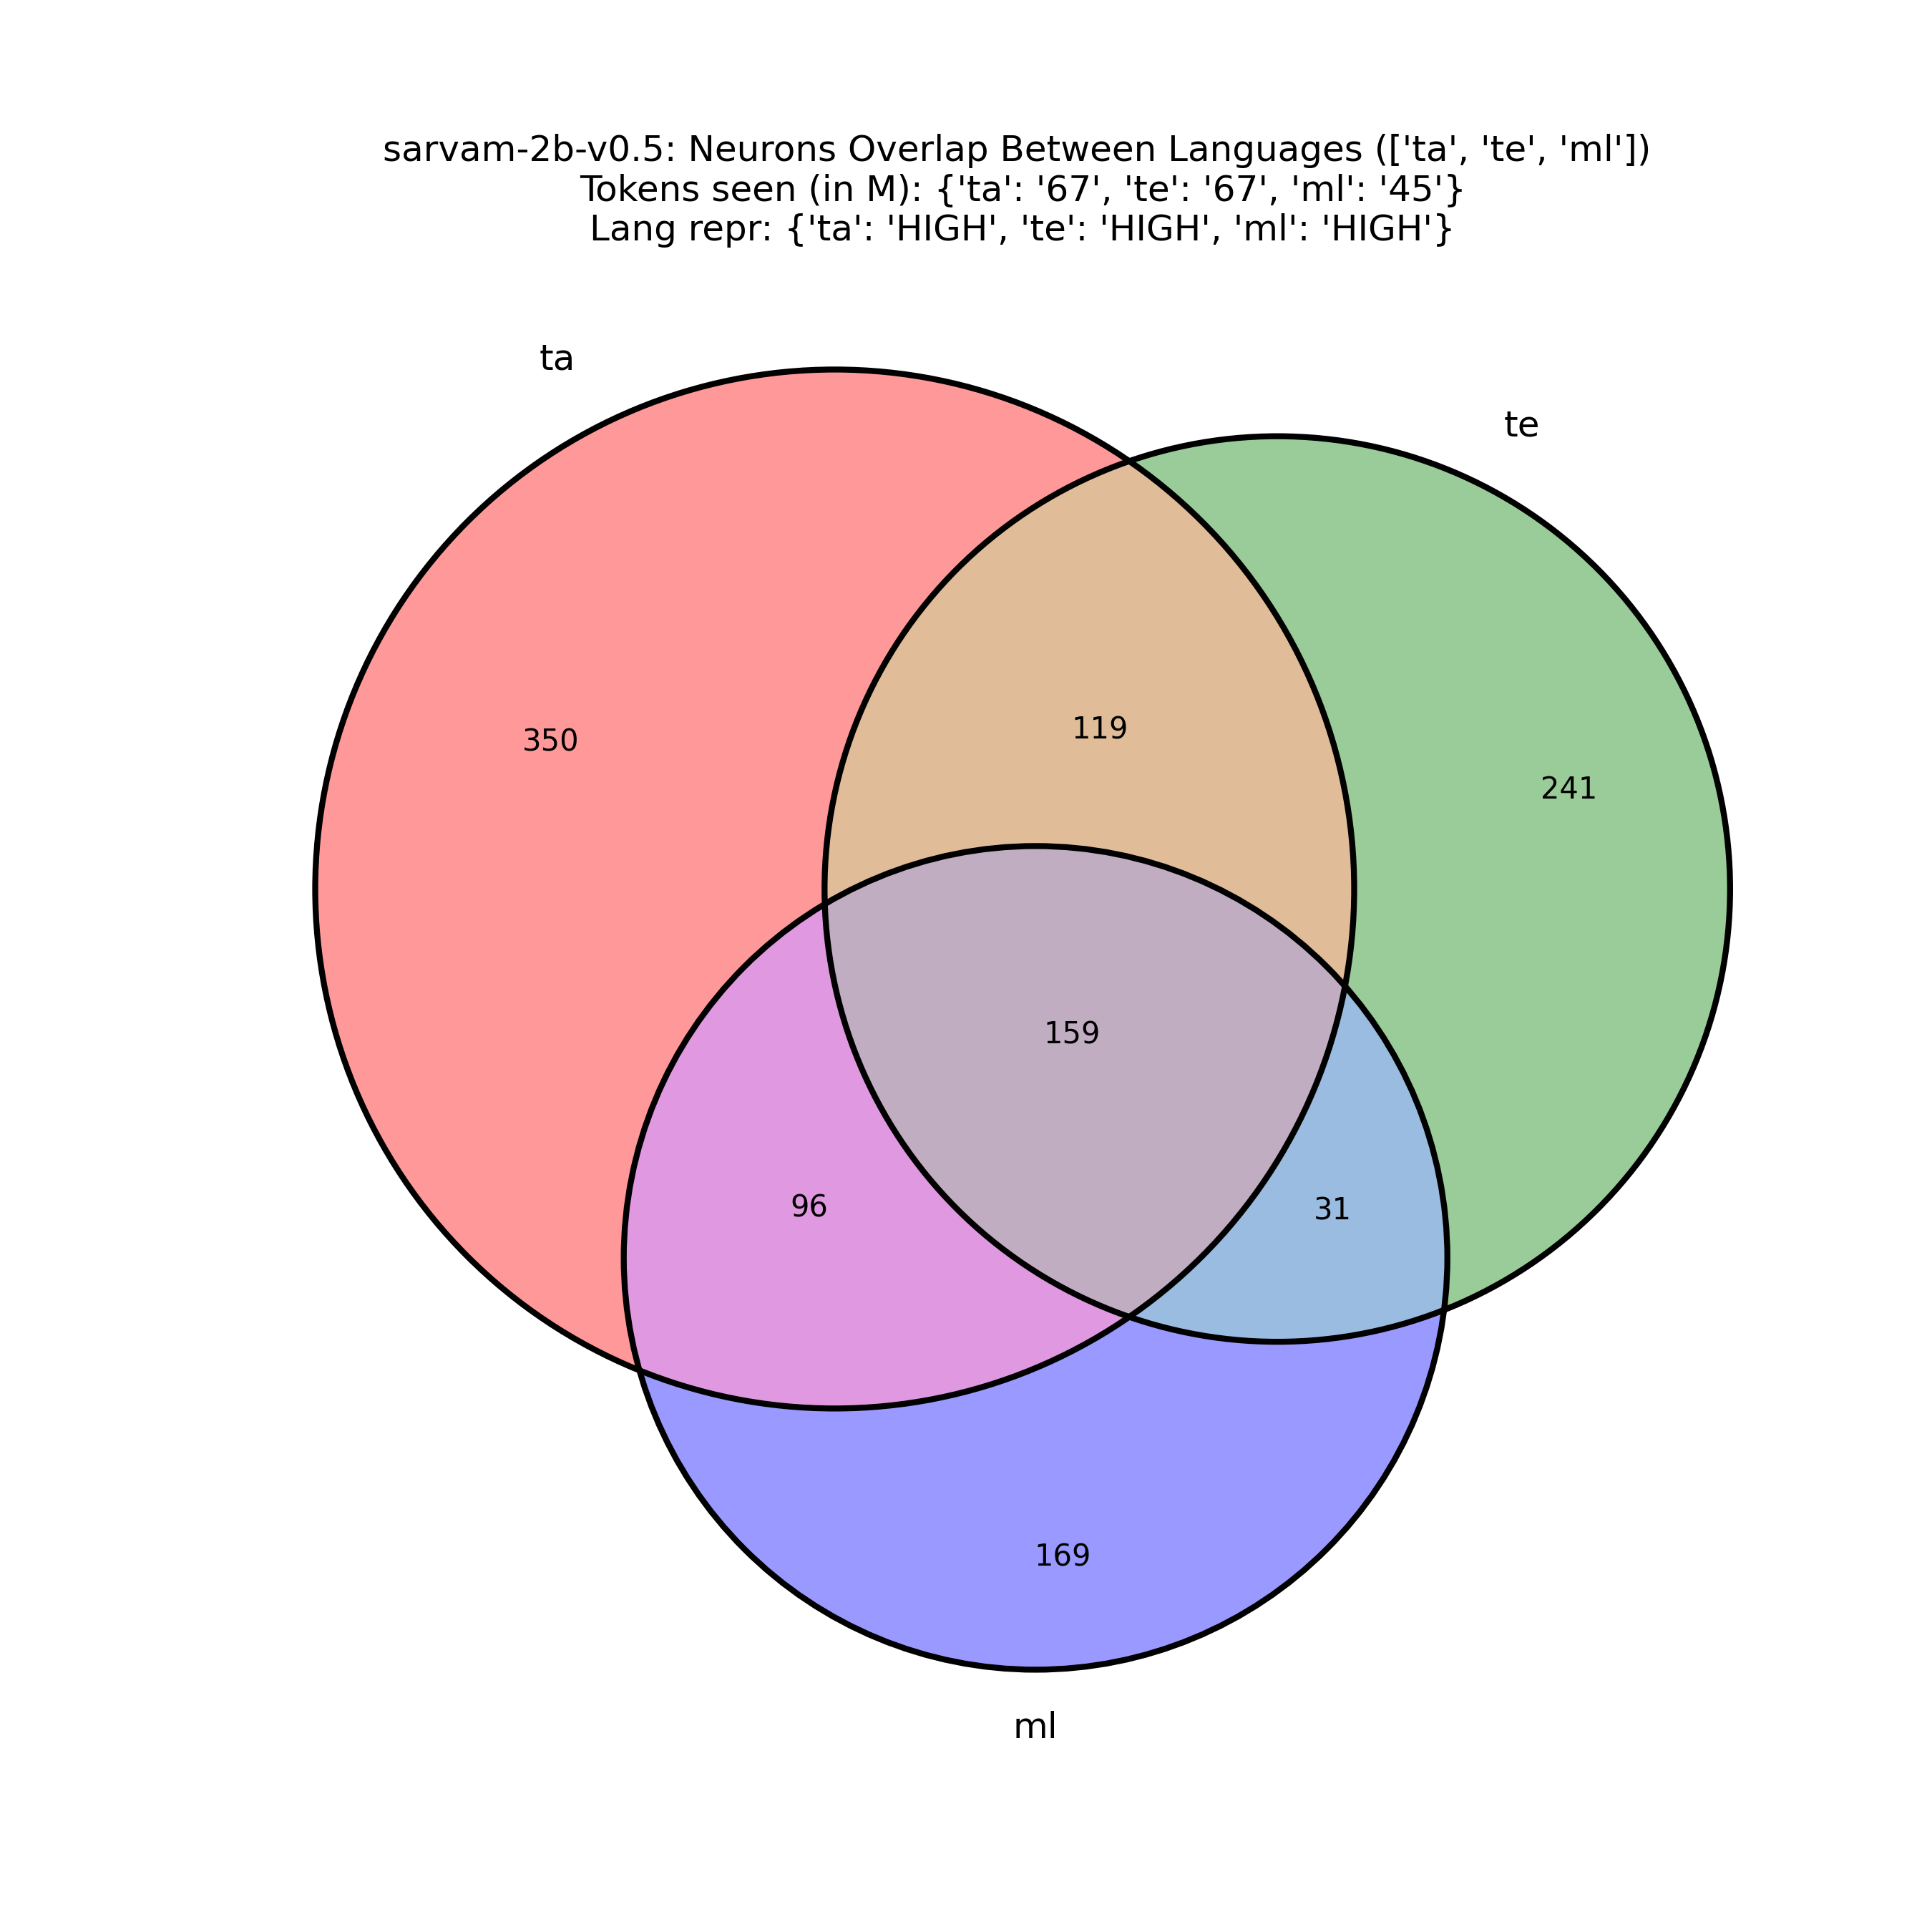 sarvam-2b-v0.5: Neurons Overlap Between Languages (['ta', 'te', 'ml'])
Tokens seen (in M): {'ta': '67', 'te': '67', 'ml': '45'}
Lang repr: {'ta': 'HIGH', 'te': 'HIGH', 'ml': 'HIGH'}
ta
te
350
119
241
159
96
31
169
ml